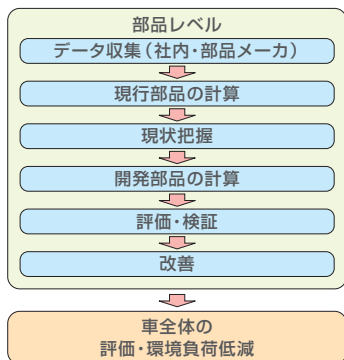 部品レベル
データ収集（社内・部品メーカ）
現行部品の計算
現状把握
開発部品の計算
評価・検証
改善
車全体の
評価・環境負荷低減